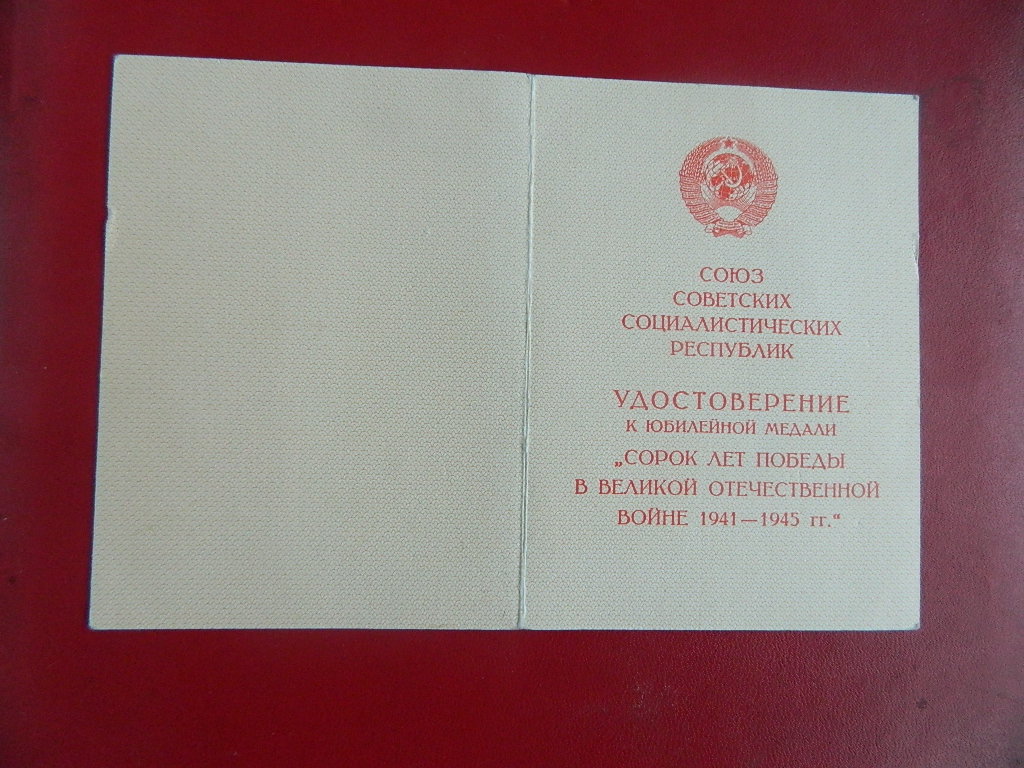 СОЮЗ
СОВЕТСКИХ
СОЦИАЛИСТИЧЕСКИХ
РЕСПУБЛИК
УДОСТОВЕРЕНИЕ
К ЮБИЛЕЙНОЙ МЕДАЛИ
„СОРОК ЛЕТ ПОБЕДЫ
В ВЕЛИКОЙ ОТЕЧЕСТВЕННОЙ
ВОЙНЕ 1941—1945 гг.“